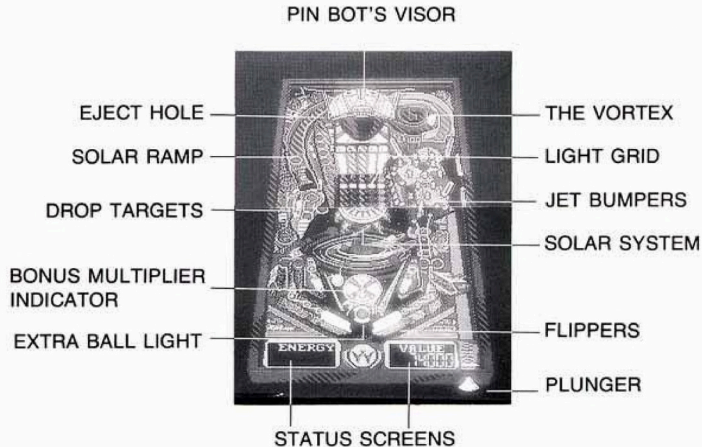 PIN BOT'S VISOR
EJECT HOLE
THE VORTEX
SOLAR RAMP
LIGHT GRID
DROP TARGETS
JET BUMPERS
SOLAR SYSTEM
BONUS MULTIPLIER
INDICATOR
EXTRA BALL LIGHT
FLIPPERS
ENERGY
VALUE
74000
PLUNGER
STATUS SCREENS